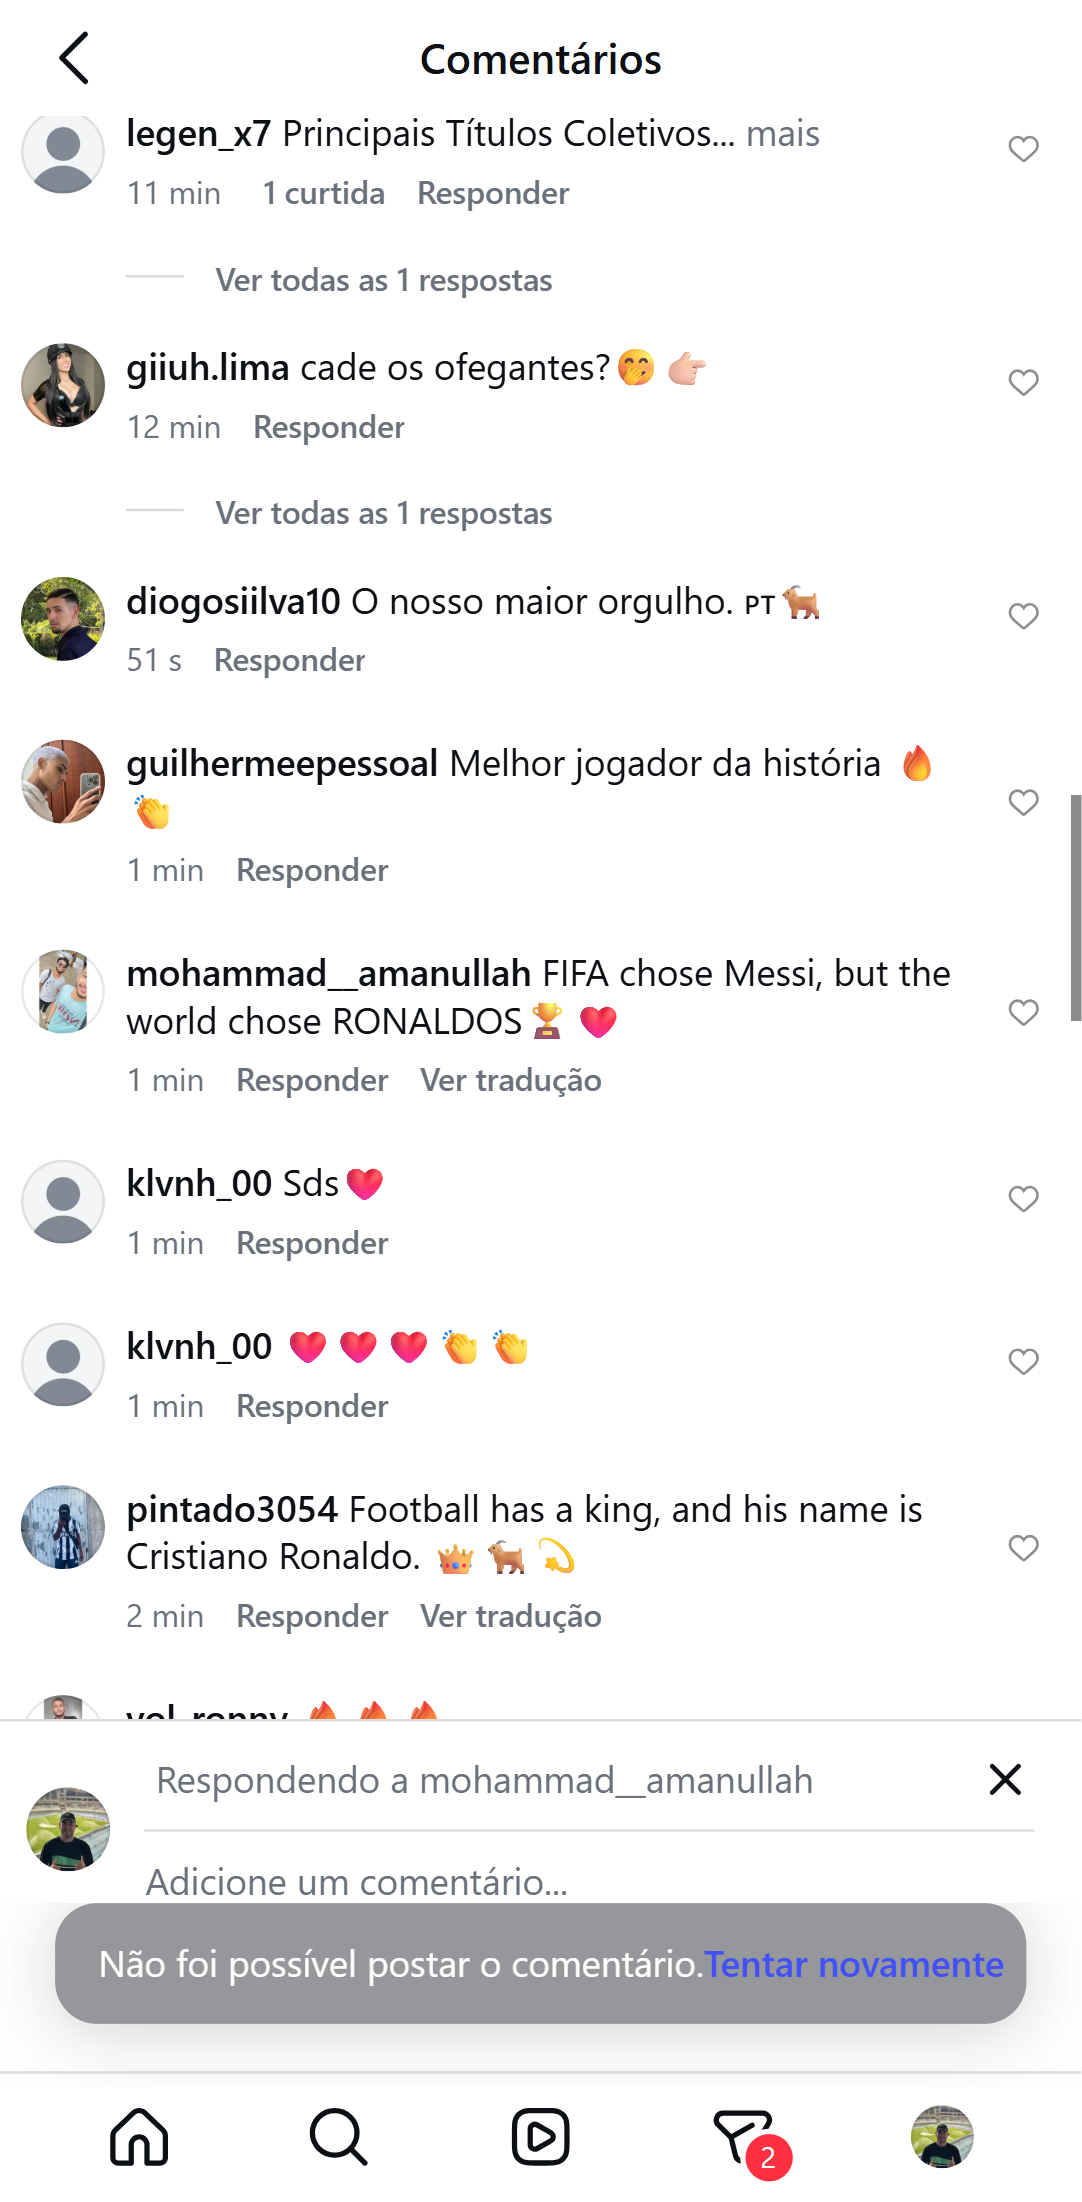 Comentários
legen_x7 Principais Títulos Coletivos... mais
11 min 1 curtida Responder
Ver todas as 1 respostas
giiuh.lima cade os ofegantes?🤭 👉🏻
12 min Responder
Ver todas as 1 respostas
diogosiilva10 O nosso maior orgulho. PT🐐
51 s Responder
guilhermeepessoal Melhor jogador da história 🔥
👏
1 min Responder
mohammad__amanullah FIFA chose Messi, but the
world chose RONALDOS🏆 ❤️
1 min Responder Ver tradução
klvnh_00 Sds❤️
1 min Responder
klvnh_00 ❤️ ❤️ ❤️ 👏 👏
1 min Responder
pintado3054 Football has a king, and his name is
Cristiano Ronaldo. 👑 🐐 💫
2 min Responder Ver tradução
🔥 🔥 🔥
Respondendo a mohammad__amanullah
Adicione um comentário...
Não foi possível postar o comentário.Tentar novamente
2